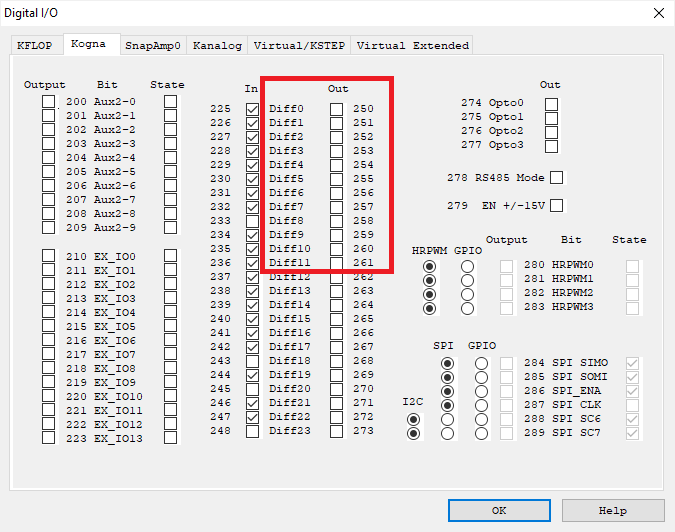 Digital I/O
KFLOP Kogna SnapAmp0 Kanalog Virtual/KSTEP Virtual Extended
Output Bit State
200 Aux2-0
201 Aux2-1
202 Aux2-2
203 Aux2-3
204 Aux2-4
205 Aux2-5
206 Aux2-6
207 Aux2-7
208 Aux2-8
209 Aux2-9
210 EX_IO0
211 EX_IO1
212 EX_IO2
213 EX_IO3
214 EX_IO4
215 EX_IO5
216 EX_IO6
217 EX_IO7
218 EX_IO8
219 EX_IO9
220 EX_IO10
221 EX_IO11
222 EX_IO12
223 EX_IO13
In Out
225 Diff0 250
226 Diff1 251
227 Diff2 252
228 Diff3 253
229 Diff4 254
230 Diff5 255
231 Diff6 256
232 Diff7 257
233 Diff8 258
234 Diff9 259
235 Diff10 260
236 Diff11 261
237 Diff12 262
238 Diff13 263
239 Diff14 264
240 Diff15 265
241 Diff16 266
242 Diff17 267
243 Diff18 268
244 Diff19 269
245 Diff20 270
246 Diff21 271
247 Diff22 272
248 Diff23 273
Out
274 Opto0
275 Opto1
276 Opto2
277 Opto3
278 RS485 Mode
279 EN +/-15V
HRPWM GPIO Output Bit State
280 HRPWM0
281 HRPWM1
282 HRPWM2
283 HRPWM3
SPI GPIO
284 SPI SIMO
285 SPI SOMI
286 SPI_ENA
287 SPI CLK
I2C
288 SPI SC6
289 SPI SC7
OK Help